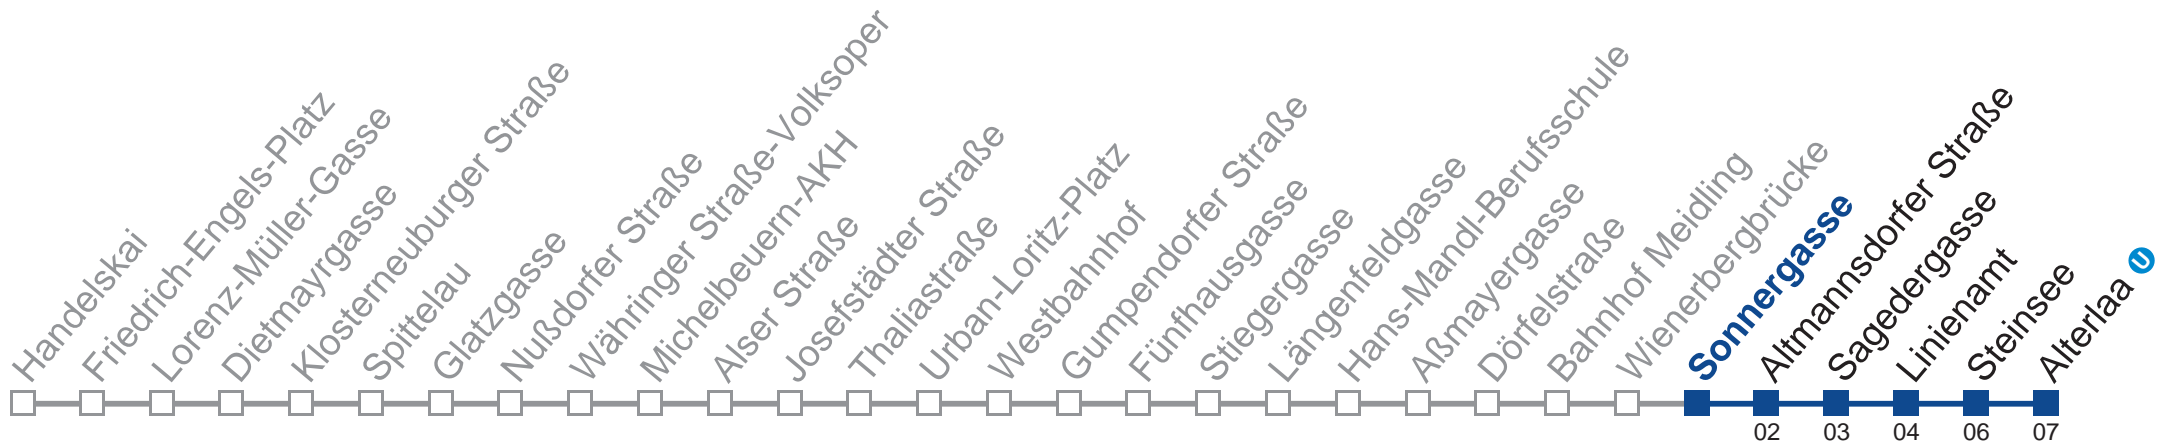 Handelskai
Friedrich-Engels-Platz
Lorenz-Müller-Gasse
Dietmayrgasse
Klosterneuburger Straße
Spittelau
Glatzgasse
Nußdorfer Straße
Währinger Straße-Volksoper
Michelbeuern-AKH
Alser Straße
Josefstädter Straße
Thaliastraße
Urban-Loritz-Platz
Westbahnhof
Gumpendorfer Straße
Fünfhausgasse
Stiegergasse
Längenfeldgasse
Hans-Mandl-Berufsschule
Aßmayergasse
Dörfelstraße
Bahnhof Meidling
Wienerbergbrücke
Sonnergasse
Altmannsdorfer Straße
Sagedergasse
Linienamt
Steinsee
Alterlaa U
02 03 04 06 07